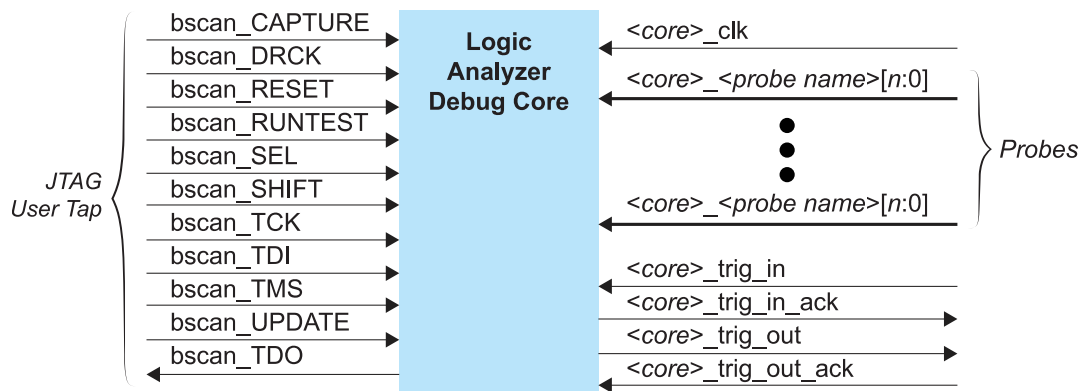 bscan_CAPTURE
bscan_DRCK
bscan_RESET
bscan_RUNTEST
bscan_SEL
bscan_SHIFT
bscan_TCK
bscan_TDI
bscan_TMS
bscan_UPDATE
bscan_TDO
JTAG
User Tap
Logic
Analyzer
Debug Core
<core>_clk
<core>_<probe name>[n:0]
<core>_<probe name>[n:0]
Probes
<core>_trig_in
<core>_trig_in_ack
<core>_trig_out
<core>_trig_out_ack